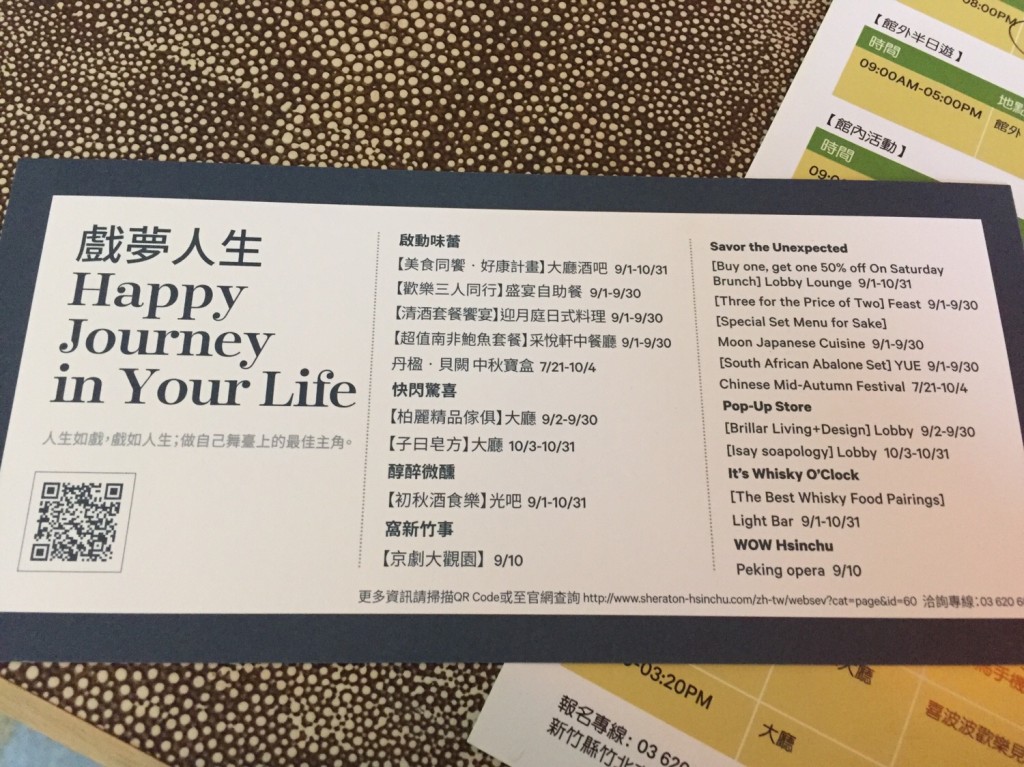 戲夢人生
Happy
Journey
in Your Life
人生如戲，戲如人生；做自己舞臺上的最佳主角。
啟動味蕾
【美食同饗．好康計畫】大廳酒吧 9/1-10/31
【歡樂三人同行】盛宴自助餐 9/1-9/30
【清酒套餐饗宴】迎月庭日式料理 9/1-9/30
【超值南非鮑魚套餐】采悅軒中餐廳 9/1-9/30
丹楹．貝闕 中秋寶盒 7/21-10/4
快閃驚喜
【柏麗精品傢俱】大廳 9/2-9/30
【子曰皂方】大廳 10/3-10/31
醇醉微醺
【初秋酒食樂】光吧 9/1-10/31
窩新竹事
【京劇大觀園】 9/10
Savor the Unexpected
[Buy one, get one 50% off On Saturday
Brunch] Lobby Lounge 9/1-10/31
[Three for the Price of Two] Feast 9/1-9/30
[Special Set Menu for Sake]
Moon Japanese Cuisine 9/1-9/30
[South African Abalone Set] YUE 9/1-9/30
Chinese Mid-Autumn Festival 7/21-10/4
Pop-Up Store
[Brillar Living+Design] Lobby 9/2-9/30
[Isay soapology] Lobby 10/3-10/31
It's Whisky O'Clock
[The Best Whisky Food Pairings]
Light Bar 9/1-10/31
WOW Hsinchu
Peking opera 9/10
更多資訊請掃描QR Code或至官網查詢 http://www.sheraton-hsinchu.com/zh-tw/websev?cat=page&id=60 洽詢專線：03 620
08:00PM
【館外半日遊】
時間
地點
09:00AM-05:00PM
館外
【館內活動】
時間
09:0
-03:20PM
大廳
大廳
喜波波歡樂見
報名專線： 03 620
新竹縣竹北